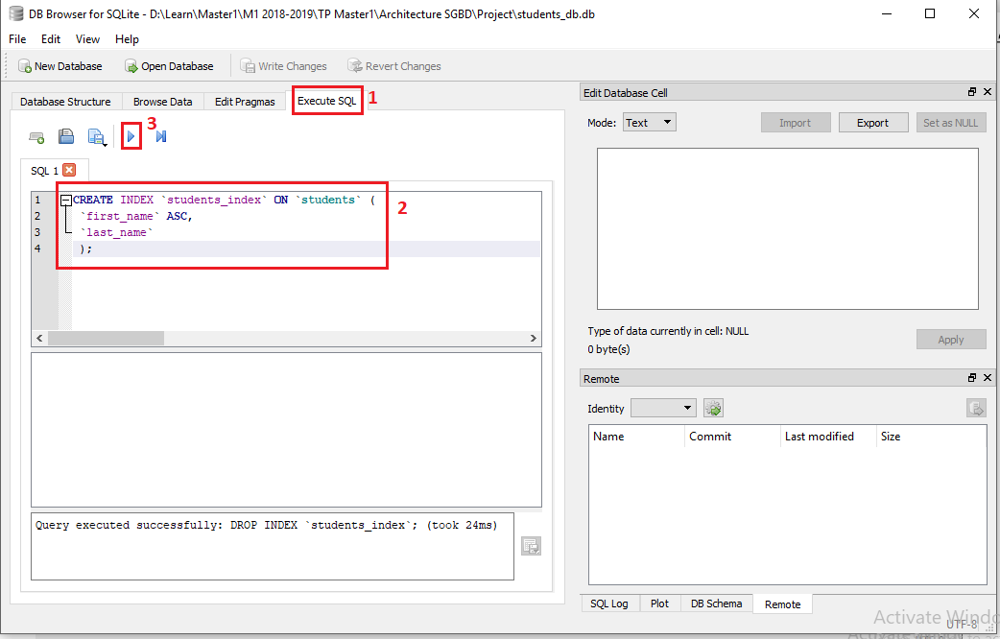 DB Browser for SQLite - D:\Learn\Master1\M1 2018-2019\TP Master1\Architecture SGBD\Project\students_db.db
File Edit View Help
New Database Open Database Write Changes Revert Changes
Database Structure Browse Data Edit Pragmas Execute SQL 1
3
SQL 1
1 CREATE INDEX `students_index` ON `students` (
2 `first_name` ASC,
3 `last_name`
4 );
2
Query executed successfully: DROP INDEX `students_index`; (took 24ms)
Edit Database Cell
Mode: Text Import Export Set as NULL
Type of data currently in cell: NULL
0 byte(s)
Apply
Remote
Identity
Name Commit Last modified Size
SQL Log Plot DB Schema Remote
Activate Windo
UTF-8